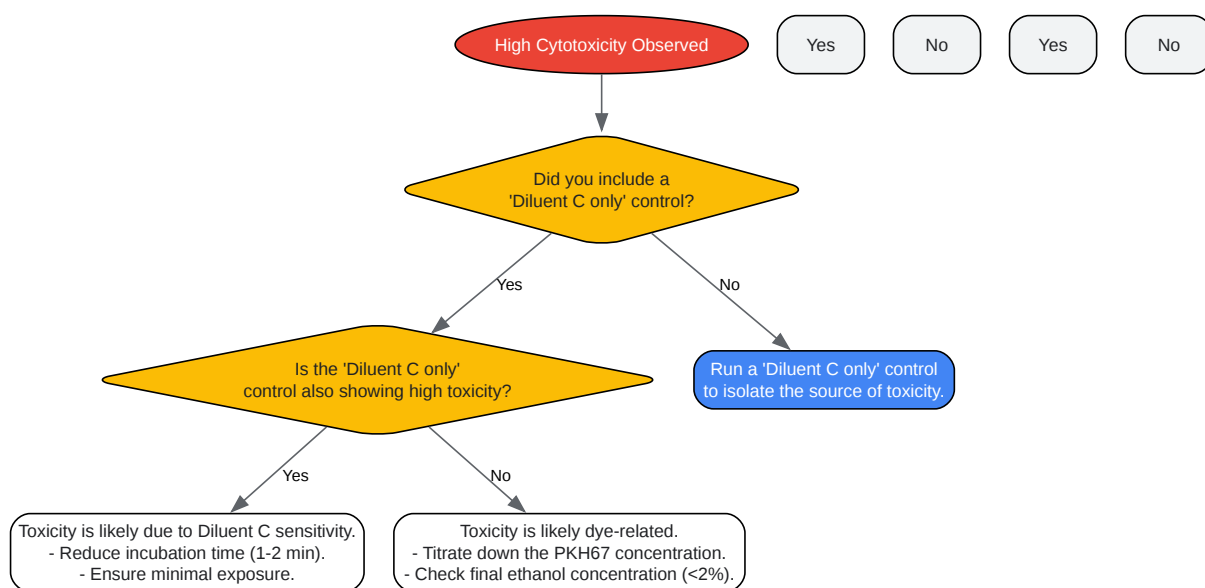 High Cytotoxicity Observed
Yes
No
Yes
No
Did you include a
'Diluent C only' control?
Yes
No
Is the 'Diluent C only'
control also showing high toxicity?
Run a 'Diluent C only' control
to isolate the source of toxicity.
Yes
No
Toxicity is likely due to Diluent C sensitivity.
- Reduce incubation time (1-2 min).
- Ensure minimal exposure.
Toxicity is likely dye-related.
- Titrate down the PKH67 concentration.
- Check final ethanol concentration (<2%).